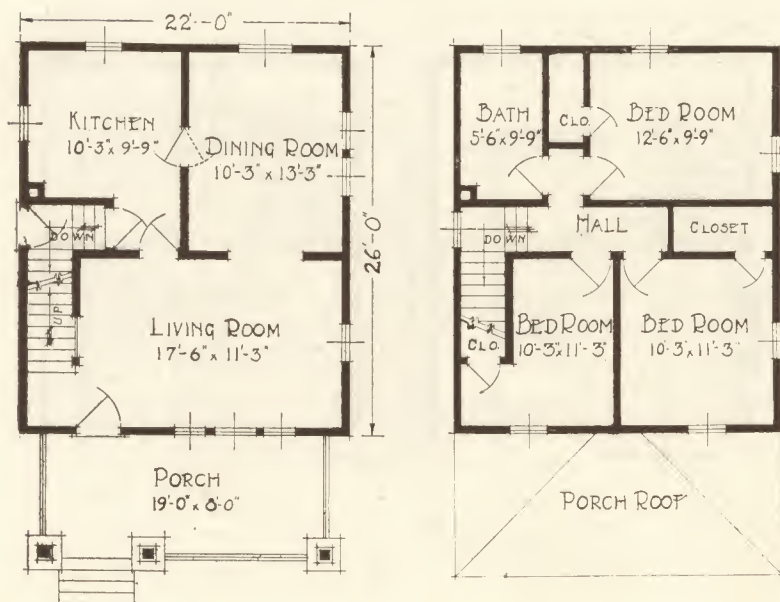 22'-0"
KITCHEN
10'-3" x 9'-9"
DINING ROOM
10'-3" x 13'-3"
DOWN
UP
26'-0"
LIVING ROOM
17'-6" x 11'-3"
PORCH
19'-0" x 8'-0"
BATH
5'-6" x 9'-9"
CLO.
BED ROOM
12'-6" x 9'-9"
HALL
DOWN
CLOSET
BED ROOM
10'-3" x 11'-3"
CLO.
BED ROOM
10'-3" x 11'-3"
PORCH ROOF